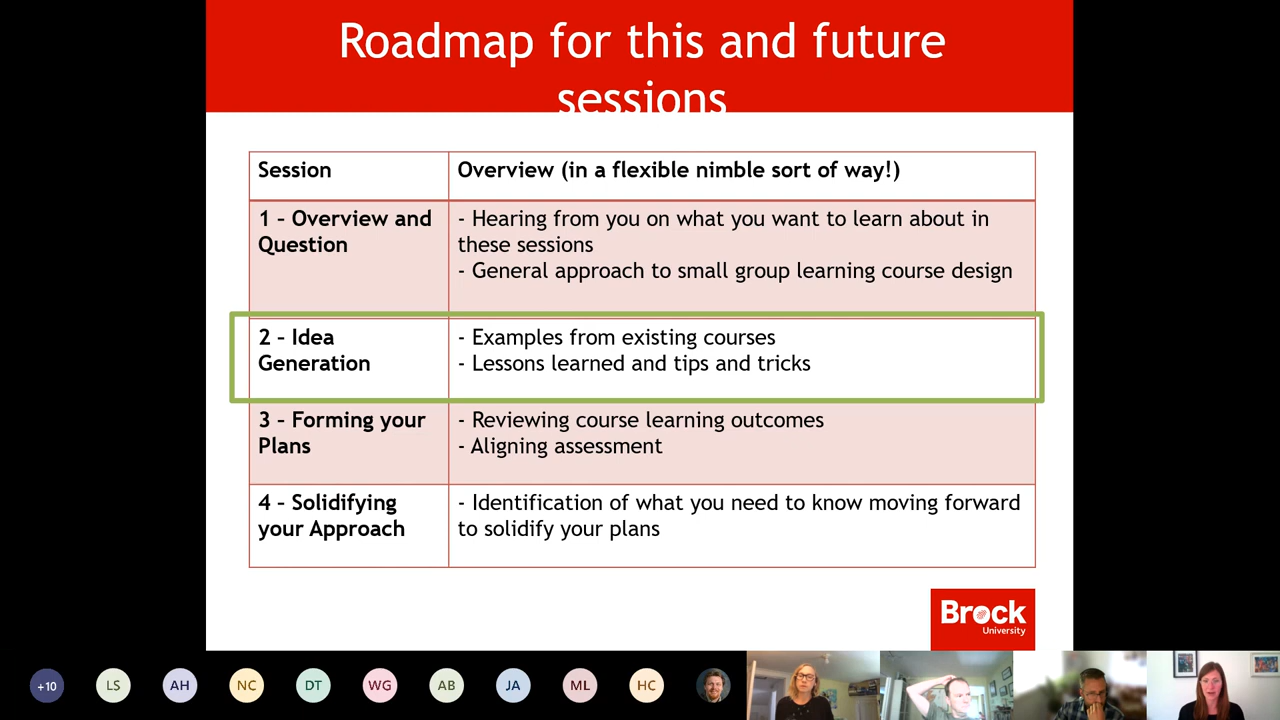 Roadmap for this and future
sessions
Session
Overview (in a flexible nimble sort of way!)
1 – Overview and
Question
- Hearing from you on what you want to learn about in
these sessions
- General approach to small group learning course design
2 – Idea
Generation
- Examples from existing courses
- Lessons learned and tips and tricks
3 – Forming your
Plans
- Reviewing course learning outcomes
- Aligning assessment
4 – Solidifying
your Approach
- Identification of what you need to know moving forward
to solidify your plans
Brock
University
+10
LS
AH
NC
DT
WG
AB
JA
ML
HC